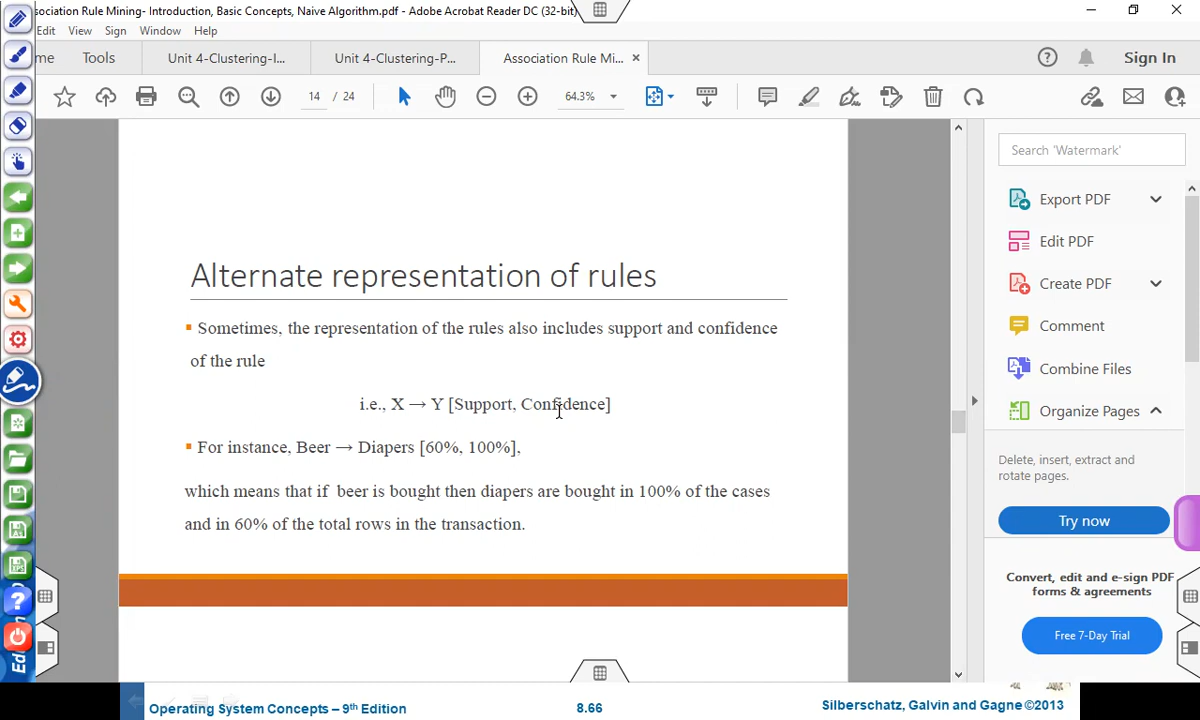 ssociation Rule Mining- Introduction, Basic Concepts, Naive Algorithm.pdf - Adobe Acrobat Reader DC (32-bit)
Edit View Sign Window Help
me Tools Unit 4-Clustering-I... Unit 4-Clustering-P... Association Rule Mi... Sign In
14 / 24 64.3%
Search 'Watermark'
Export PDF
Edit PDF
Create PDF
Comment
Combine Files
Organize Pages
Delete, insert, extract and
rotate pages.
Try now
Convert, edit and e-sign PDF
forms & agreements
Free 7-Day Trial
Alternate representation of rules
▪ Sometimes, the representation of the rules also includes support and confidence
of the rule
i.e., X → Y [Support, Confidence]
▪ For instance, Beer → Diapers [60%, 100%],
which means that if beer is bought then diapers are bought in 100% of the cases
and in 60% of the total rows in the transaction.
Operating System Concepts – 9th Edition 8.66 Silberschatz, Galvin and Gagne ©2013